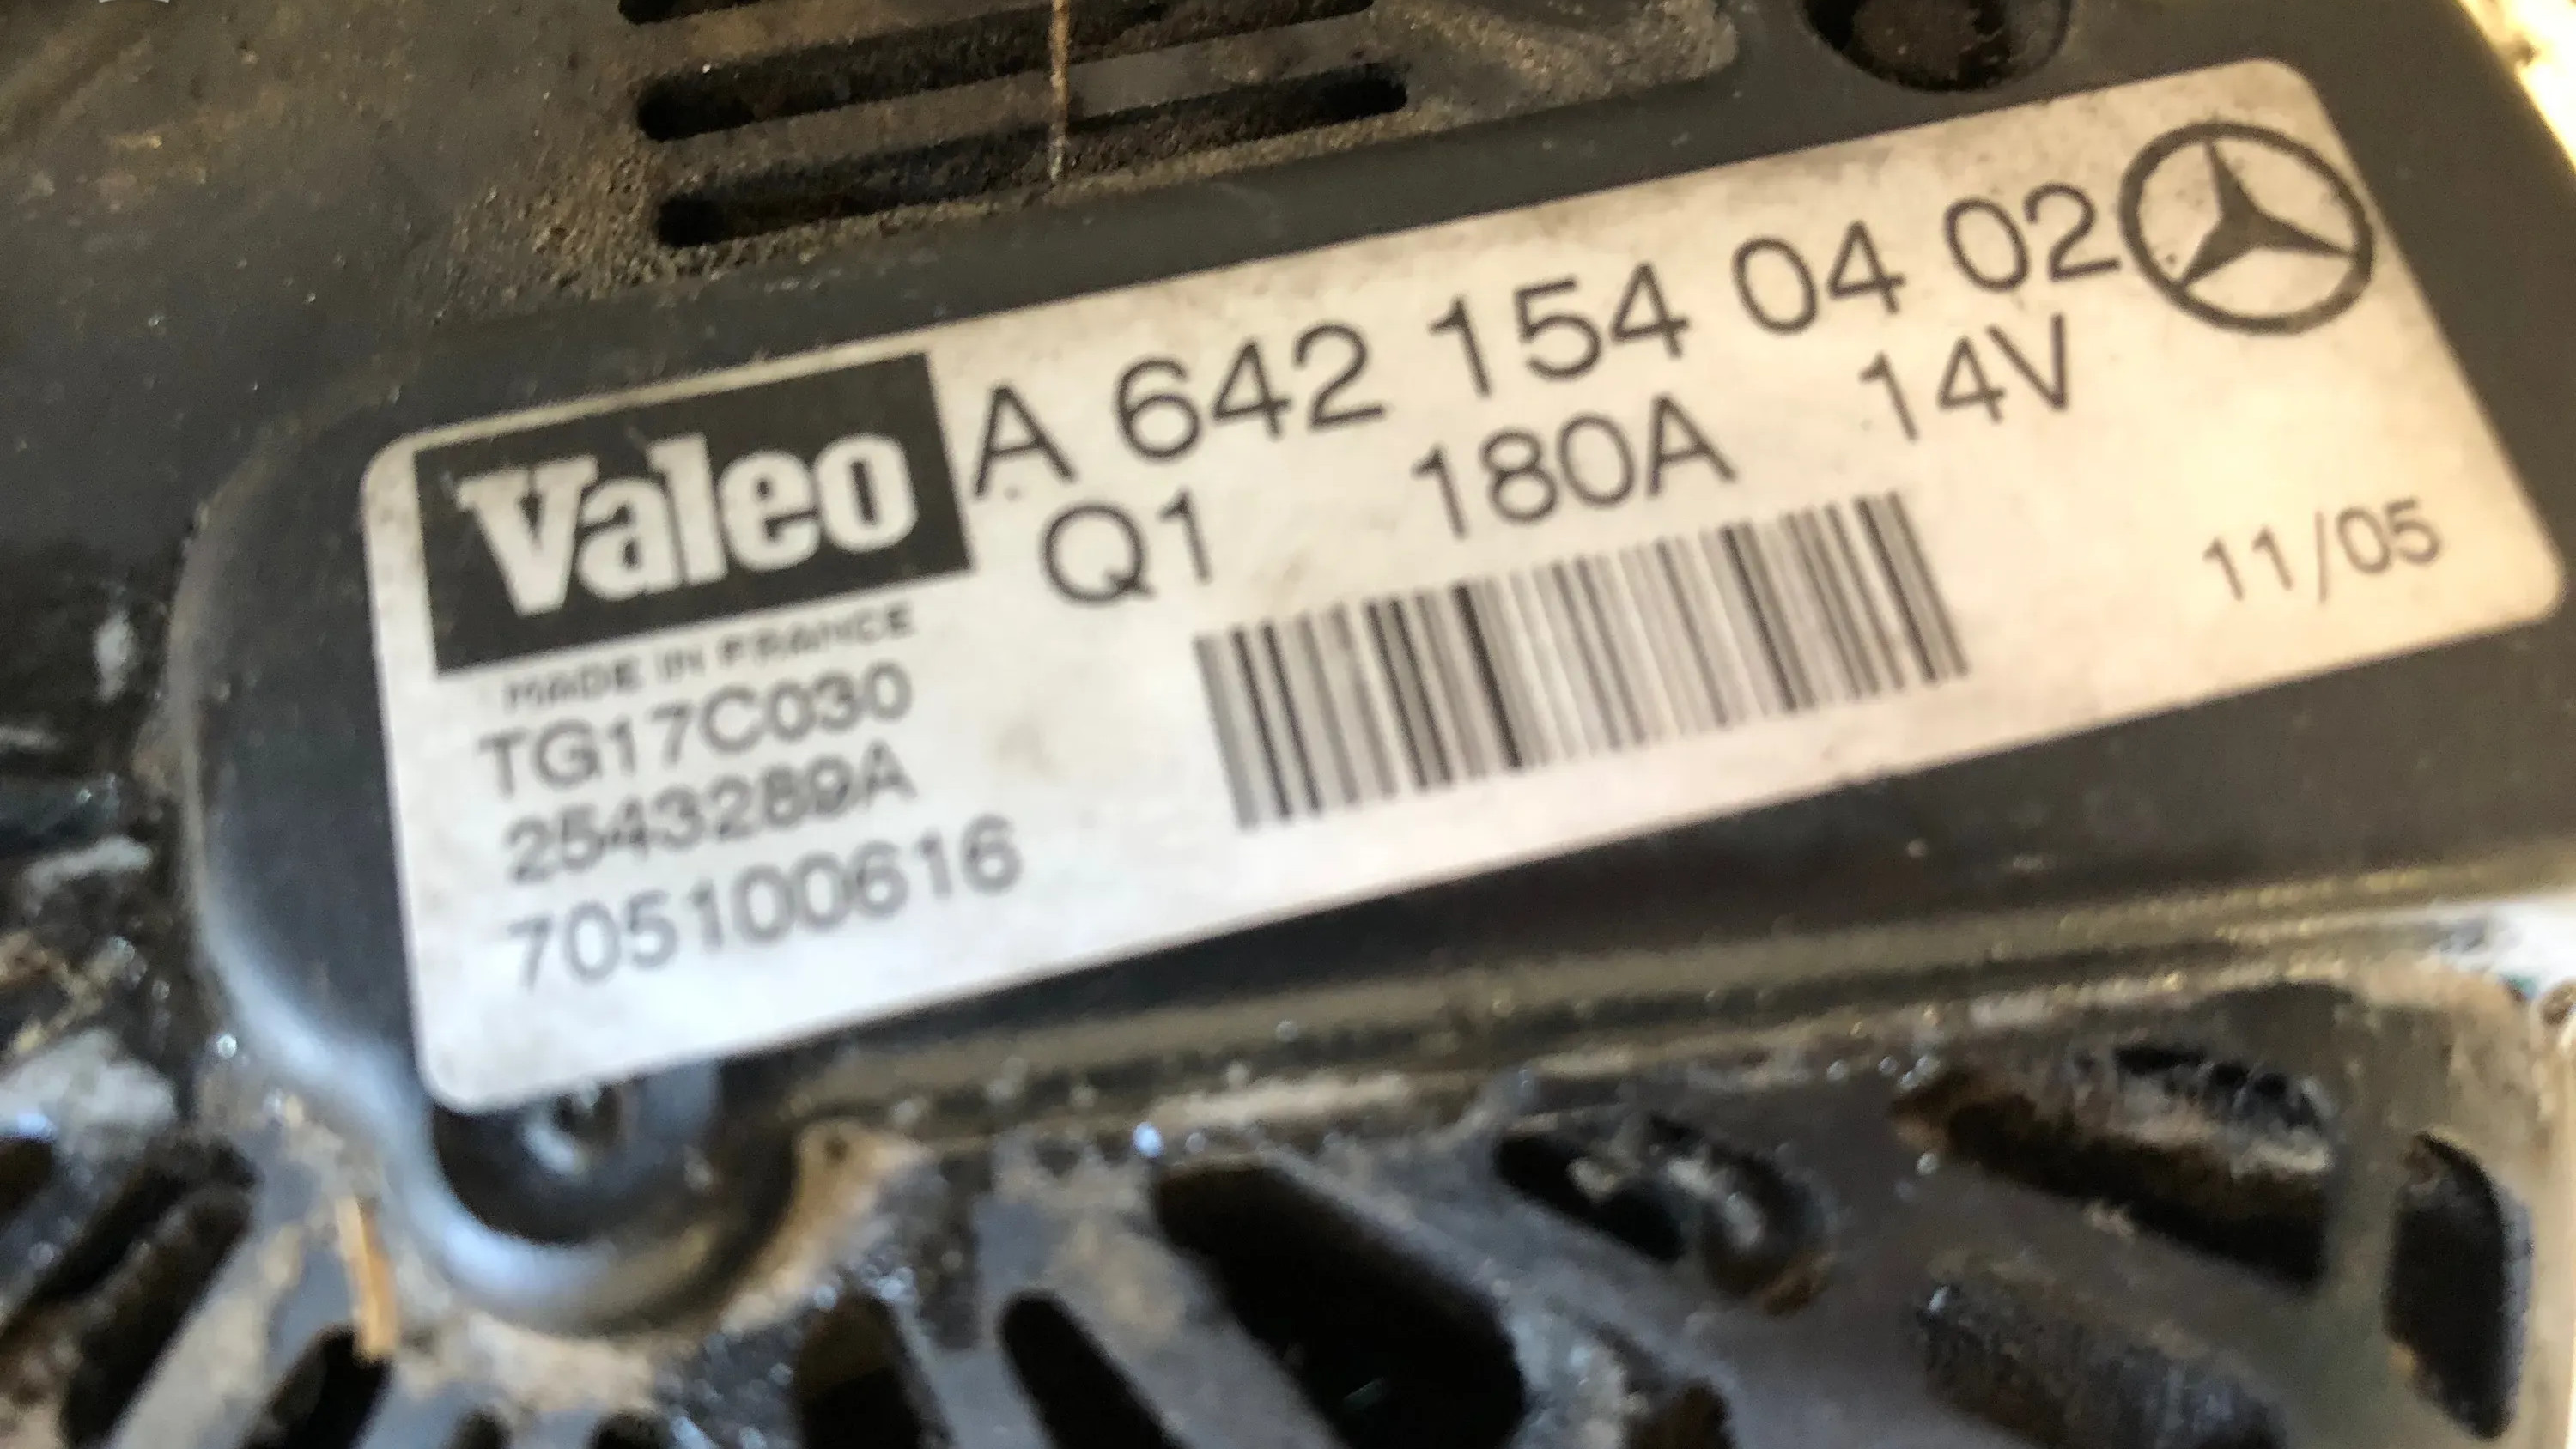 Valeo
A 642 154 04 02
Q1 180A 14V
11/05
MADE IN FRANCE
TG17C030
2543289A
705100616